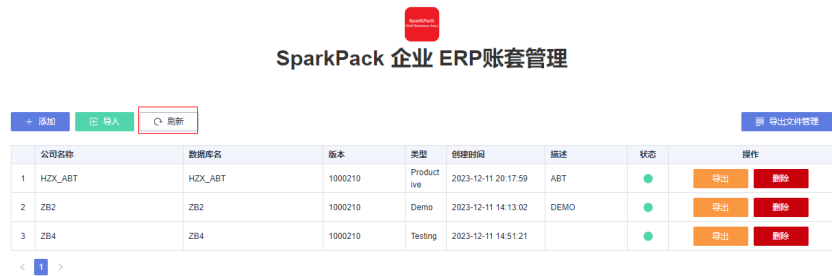 SparkPack
SparkPack 企业 ERP账套管理
+ 添加 导入 刷新 导出文件管理
公司名称 数据库名 版本 类型 创建时间 描述 状态 操作
1 HZX_ABT HZX_ABT 1000210 Product 2023-12-11 20:17:59 ABT 导出 删除
ive
2 ZB2 ZB2 1000210 Demo 2023-12-11 14:13:02 DEMO 导出 删除
3 ZB4 ZB4 1000210 Testing 2023-12-11 14:51:21 导出 删除
< 1 >